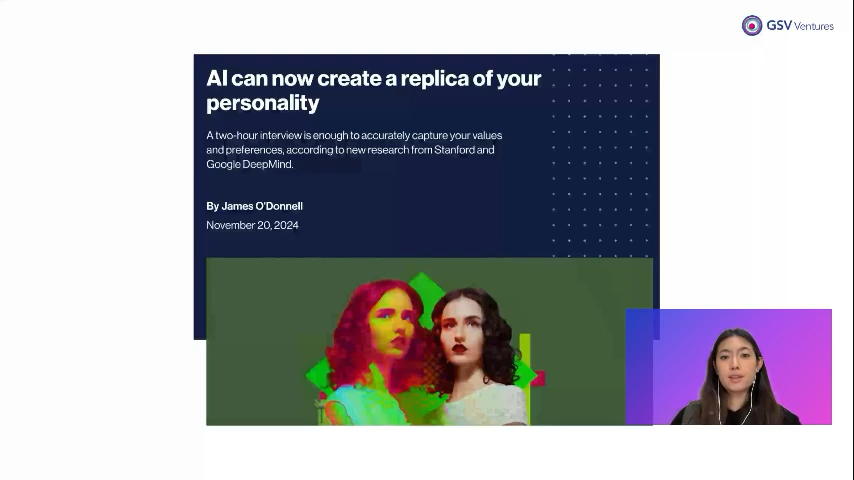 GSV Ventures
AI can now create a replica of your
personality
A two-hour interview is enough to accurately capture your values
and preferences, according to new research from Stanford and
Google DeepMind.
By James O'Donnell
November 20, 2024